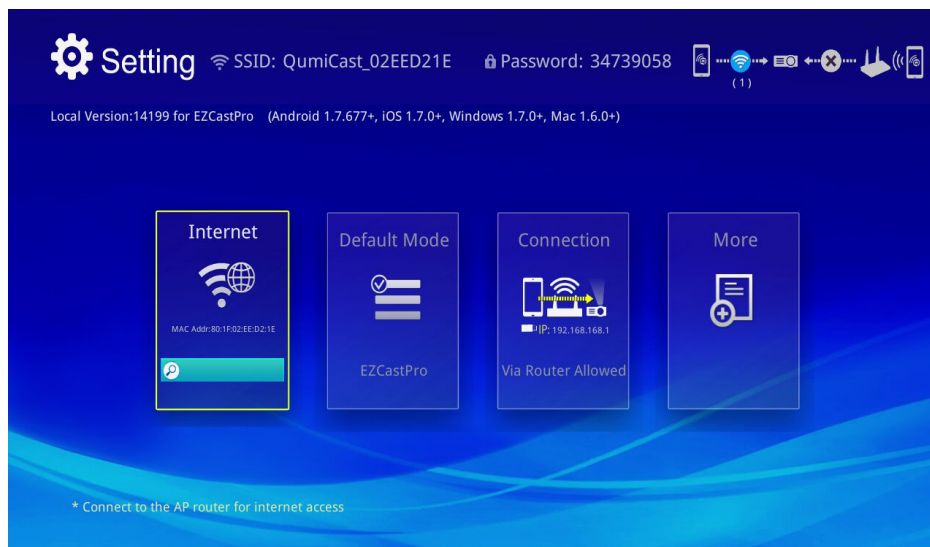 Setting SSID: QumiCast_02EED21E Password: 34739058
(1)
Local Version:14199 for EZCastPro (Android 1.7.677+, iOS 1.7.0+, Windows 1.7.0+, Mac 1.6.0+)
Internet
MAC Addr:80:1F:02:EE:D2:1E
Default Mode
EZCastPro
Connection
IP: 192.168.168.1
Via Router Allowed
More
* Connect to the AP router for internet access